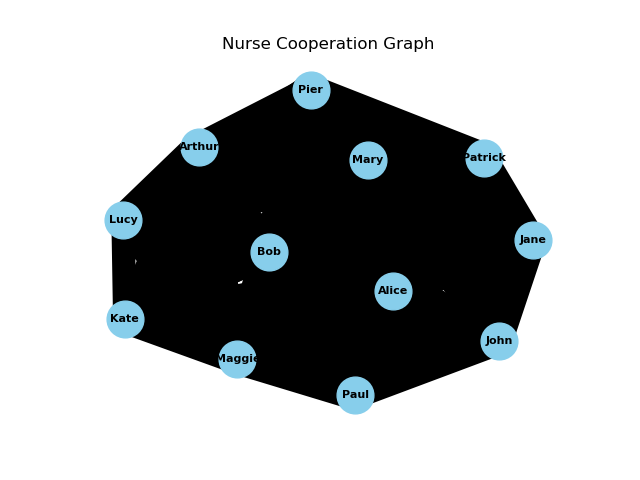 Nurse Cooperation Graph
Pier
Arthur
Mary
Patrick
Lucy
Jane
Bob
Alice
Kate
John
Maggie
Paul